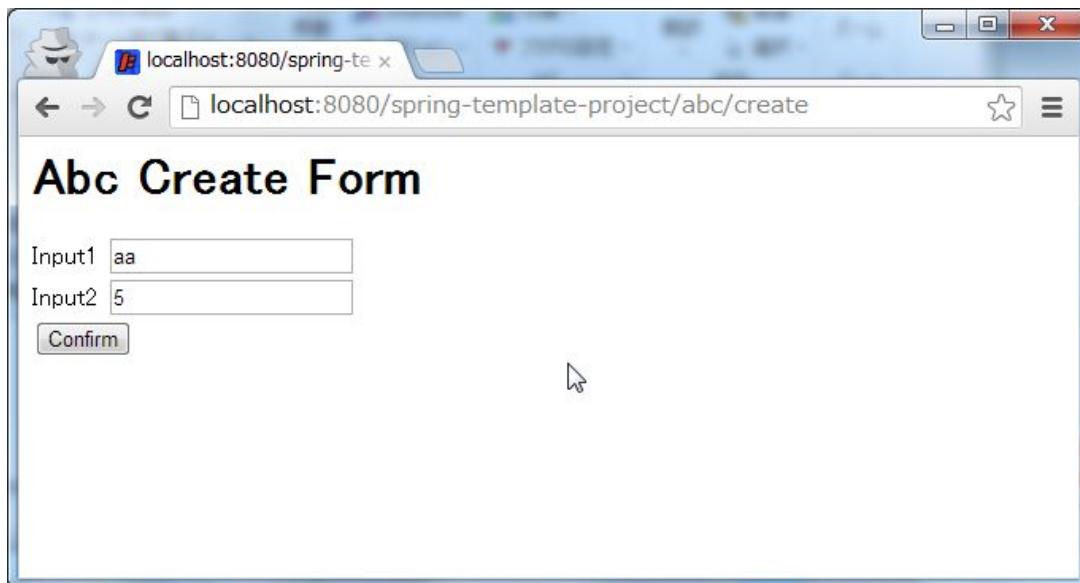 localhost:8080/spring-te
localhost:8080/spring-template-project/abc/create
Abc Create Form
Input1 aa
Input2 5
Confirm